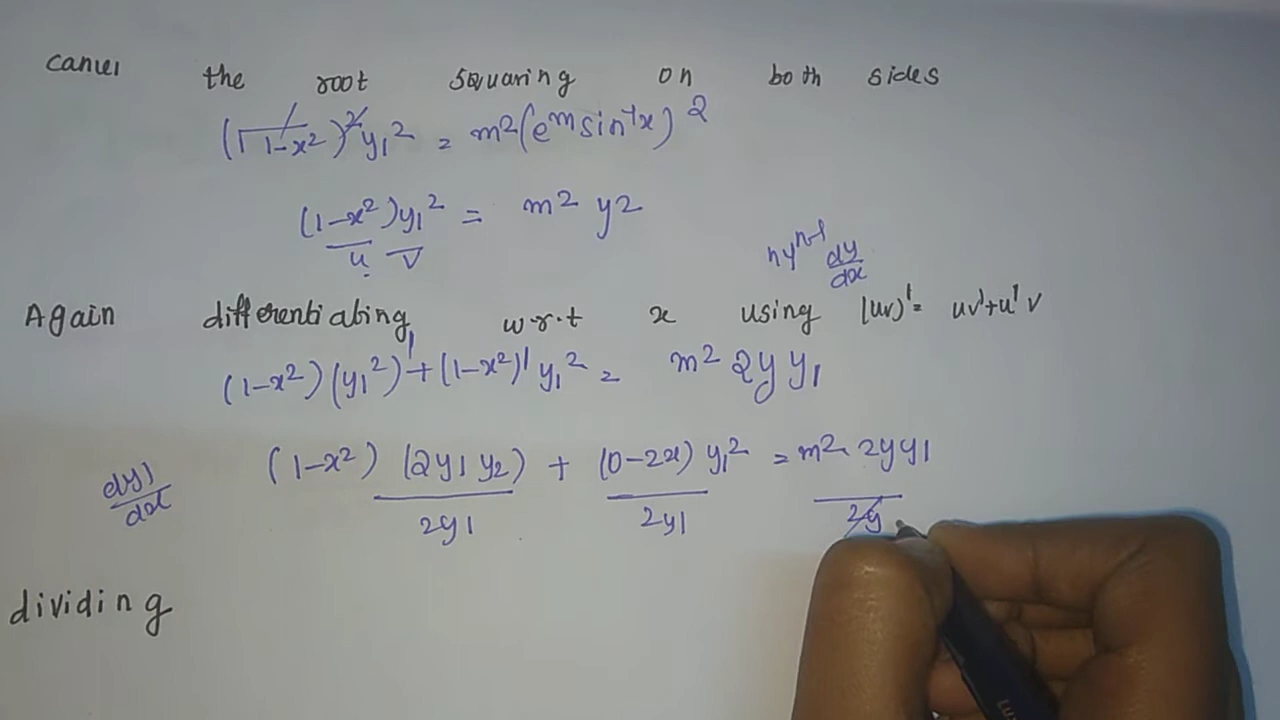 cancel the root squaring on both sides
(√1-x²)² y₁² = m² (e^m sin⁻¹x)²
(1-x²) y₁² = m² y2
u v
ny^n-1 dy/dx
Again differentiating w.r.t x using (uv)' = uv' + u'v
(1-x²) (y₁²)' + (1-x²)' y₁² = m² 2y y₁
dy1/dx (1-x²) (2y₁ y₂)/2y1 + (0-2x) y₁²/2y1 = m² 2yy1/2y
dividing